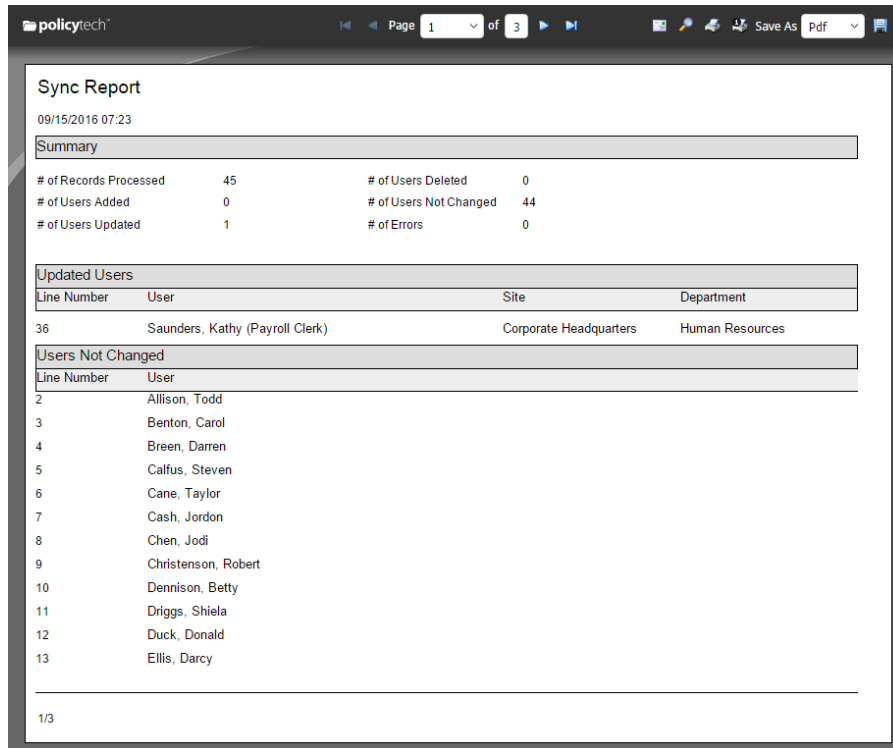 policytech™
Page 1 of 3 Save As Pdf
Sync Report
09/15/2016 07:23
Summary
# of Records Processed 45 # of Users Deleted 0
# of Users Added 0 # of Users Not Changed 44
# of Users Updated 1 # of Errors 0
Updated Users
Line Number User Site Department
36 Saunders, Kathy (Payroll Clerk) Corporate Headquarters Human Resources
Users Not Changed
Line Number User
2 Allison, Todd
3 Benton, Carol
4 Breen, Darren
5 Calfus, Steven
6 Cane, Taylor
7 Cash, Jordon
8 Chen, Jodi
9 Christenson, Robert
10 Dennison, Betty
11 Driggs, Shiela
12 Duck, Donald
13 Ellis, Darcy
1/3